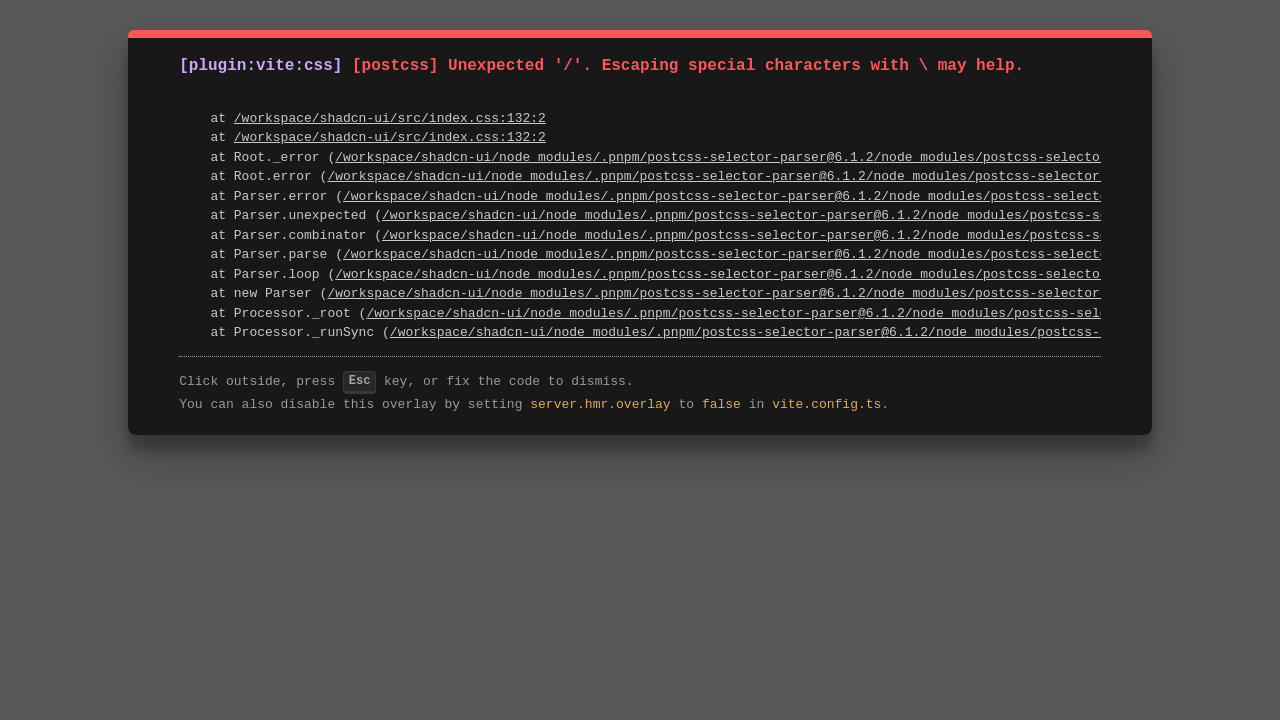 [plugin:vite:css] [postcss] Unexpected '/'. Escaping special characters with \ may help.
at /workspace/shadcn-ui/src/index.css:132:2
at /workspace/shadcn-ui/src/index.css:132:2
at Root._error (/workspace/shadcn-ui/node_modules/.pnpm/postcss-selector-parser@6.1.2/node_modules/postcss-selector
at Root.error (/workspace/shadcn-ui/node_modules/.pnpm/postcss-selector-parser@6.1.2/node_modules/postcss-selector
at Parser.error (/workspace/shadcn-ui/node_modules/.pnpm/postcss-selector-parser@6.1.2/node_modules/postcss-selecto
at Parser.unexpected (/workspace/shadcn-ui/node_modules/.pnpm/postcss-selector-parser@6.1.2/node_modules/postcss-se
at Parser.combinator (/workspace/shadcn-ui/node_modules/.pnpm/postcss-selector-parser@6.1.2/node_modules/postcss-se
at Parser.parse (/workspace/shadcn-ui/node_modules/.pnpm/postcss-selector-parser@6.1.2/node_modules/postcss-selecto
at Parser.loop (/workspace/shadcn-ui/node_modules/.pnpm/postcss-selector-parser@6.1.2/node_modules/postcss-selector
at new Parser (/workspace/shadcn-ui/node_modules/.pnpm/postcss-selector-parser@6.1.2/node_modules/postcss-selector
at Processor._root (/workspace/shadcn-ui/node_modules/.pnpm/postcss-selector-parser@6.1.2/node_modules/postcss-sele
at Processor._runSync (/workspace/shadcn-ui/node_modules/.pnpm/postcss-selector-parser@6.1.2/node_modules/postcss-
Click outside, press Esc key, or fix the code to dismiss.
You can also disable this overlay by setting server.hmr.overlay to false in vite.config.ts.